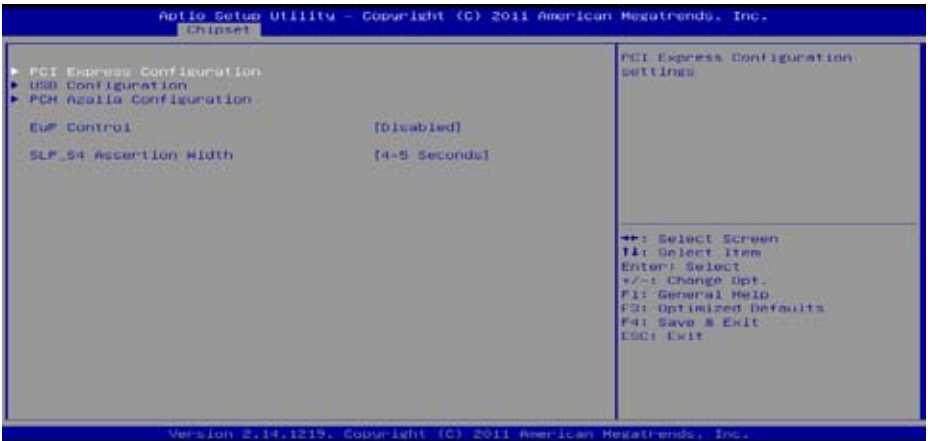 Aptio Setup Utility - Copyright (C) 2011 American Megatrends, Inc.
Chipset
PCI Express Configuration
USB Configuration
PCH Azalia Configuration
EuP Control [Disabled]
SLP_S4 Assertion Width [4-5 Seconds]
PCI Express Configuration
settings
→←: Select Screen
↑↓: Select Item
Enter: Select
+/-: Change Opt.
F1: General Help
F3: Optimized Defaults
F4: Save & Exit
ESC: Exit
Version 2.14.1219. Copyright (C) 2011 American Megatrends, Inc.